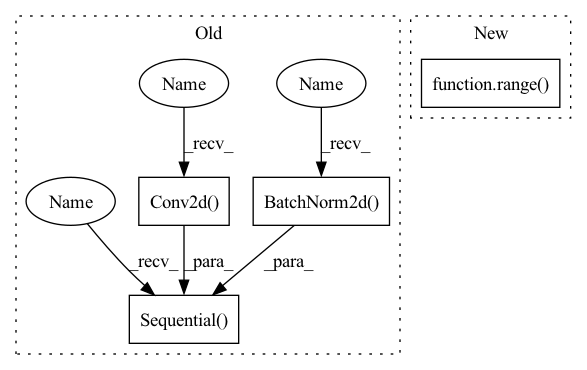 Old
New
Name
Name
function.range()
_recv_
_recv_
Name
Conv2d()
BatchNorm2d()
_recv_
_para_
_para_
Sequential()